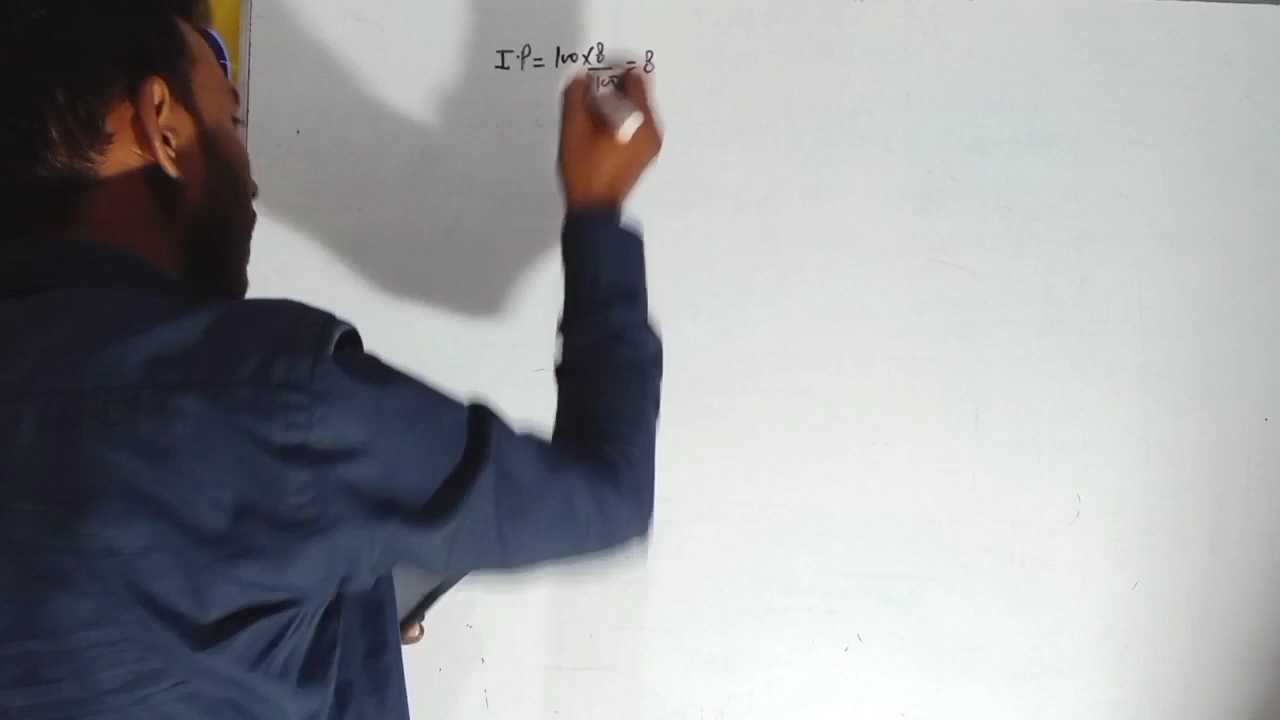 I.P = 100 × 8/100 = 8